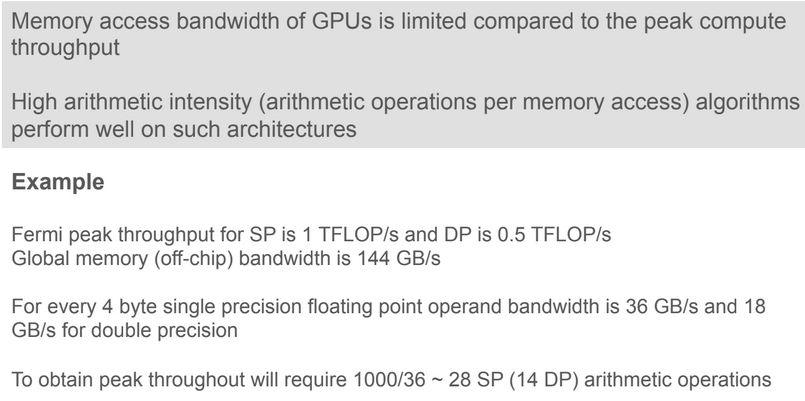 Memory access bandwidth of GPUs is limited compared to the peak compute
throughput
High arithmetic intensity (arithmetic operations per memory access) algorithms
perform well on such architectures
Example
Fermi peak throughput for SP is 1 TFLOP/s and DP is 0.5 TFLOP/s
Global memory (off-chip) bandwidth is 144 GB/s
For every 4 byte single precision floating point operand bandwidth is 36 GB/s and 18
GB/s for double precision
To obtain peak throughout will require 1000/36 ~ 28 SP (14 DP) arithmetic operations